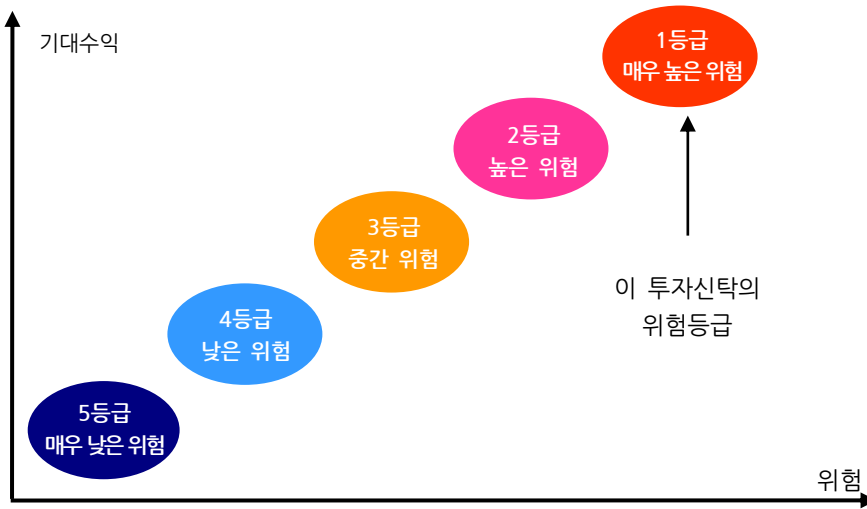 기대수익
1등급
매우 높은 위험
2등급
높은 위험
3등급
중간 위험
이 투자신탁의
위험등급
4등급
낮은 위험
5등급
매우 낮은 위험
위험